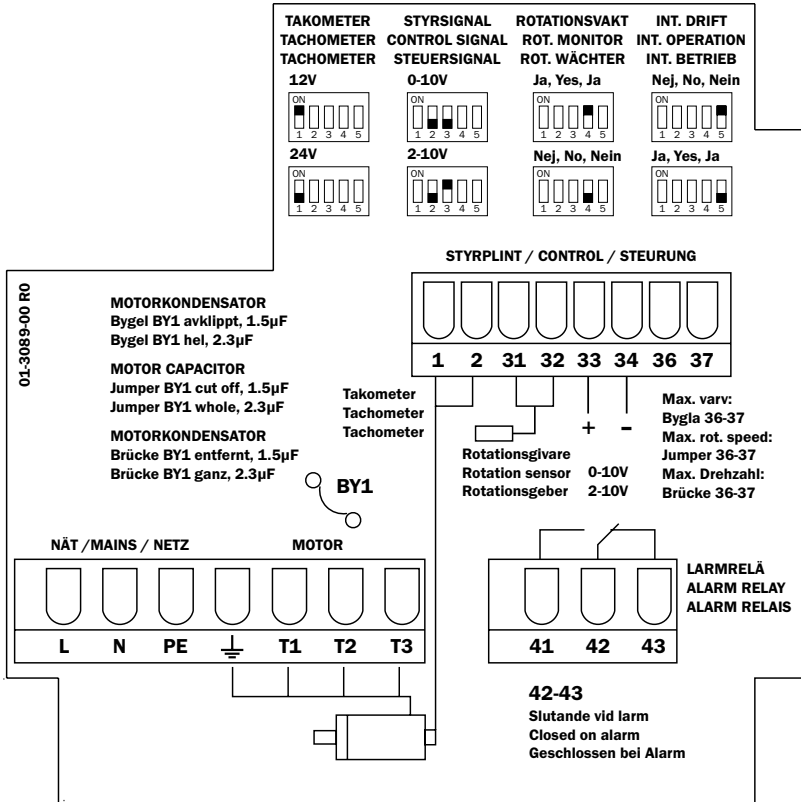 TAKOMETER
TACHOMETER
TACHOMETER
12V
ON
1 2 3 4 5
24V
ON
1 2 3 4 5
STYRSIGNAL
CONTROL SIGNAL
STEUERSIGNAL
0-10V
ON
1 2 3 4 5
2-10V
ON
1 2 3 4 5
ROTATIONSVAKT
ROT. MONITOR
ROT. WÄCHTER
Ja, Yes, Ja
ON
1 2 3 4 5
Nej, No, Nein
ON
1 2 3 4 5
INT. DRIFT
INT. OPERATION
INT. BETRIEB
Nej, No, Nein
ON
1 2 3 4 5
Ja, Yes, Ja
ON
1 2 3 4 5
01-3089-00 R0
MOTORKONDENSATOR
Bygel BY1 avklippt, 1.5µF
Bygel BY1 hel, 2.3µF
MOTOR CAPACITOR
Jumper BY1 cut off, 1.5µF
Jumper BY1 whole, 2.3µF
MOTORKONDENSATOR
Brücke BY1 entfernt, 1.5µF
Brücke BY1 ganz, 2.3µF
BY1
STYRPLINT / CONTROL / STEURUNG
1 2 31 32 33 34 36 37
Takometer
Tachometer
Tachometer
+ -
Rotationsgivare
Rotation sensor 0-10V
Rotationsgeber 2-10V
Max. varv:
Bygla 36-37
Max. rot. speed:
Jumper 36-37
Max. Drehzahl:
Brücke 36-37
NÄT /MAINS / NETZ MOTOR
L N PE T1 T2 T3
41 42 43
LARMRELÄ
ALARM RELAY
ALARM RELAIS
42-43
Slutande vid larm
Closed on alarm
Geschlossen bei Alarm